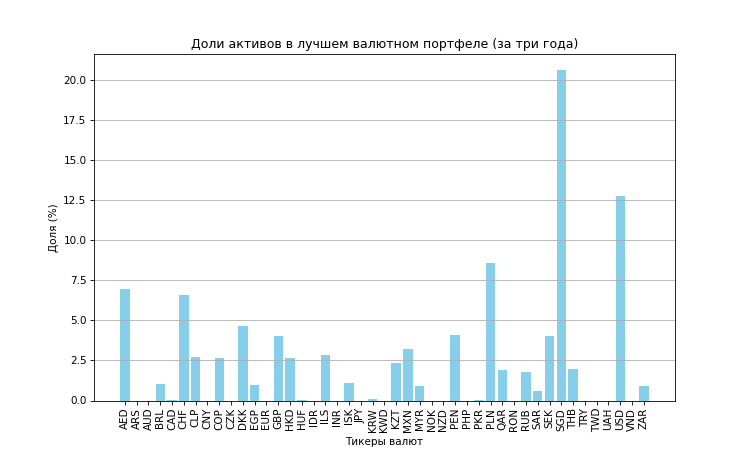 Доли активов в лучшем валютном портфеле (за три года)
Доля (%)
20.0
17.5
15.0
12.5
10.0
7.5
5.0
2.5
0.0
AED ARS AUD BRL CAD CHF CLP CNY COP CZK DKK EGP EUR GBP HKD HUF IDR ILS INR ISK JPY KRW KWD KZT MXN MYR NOK NZD PEN PHP PKR PLN QAR RON RUB SAR SEK SGD THB TRY TWD UAH USD VND ZAR
Тикеры валют